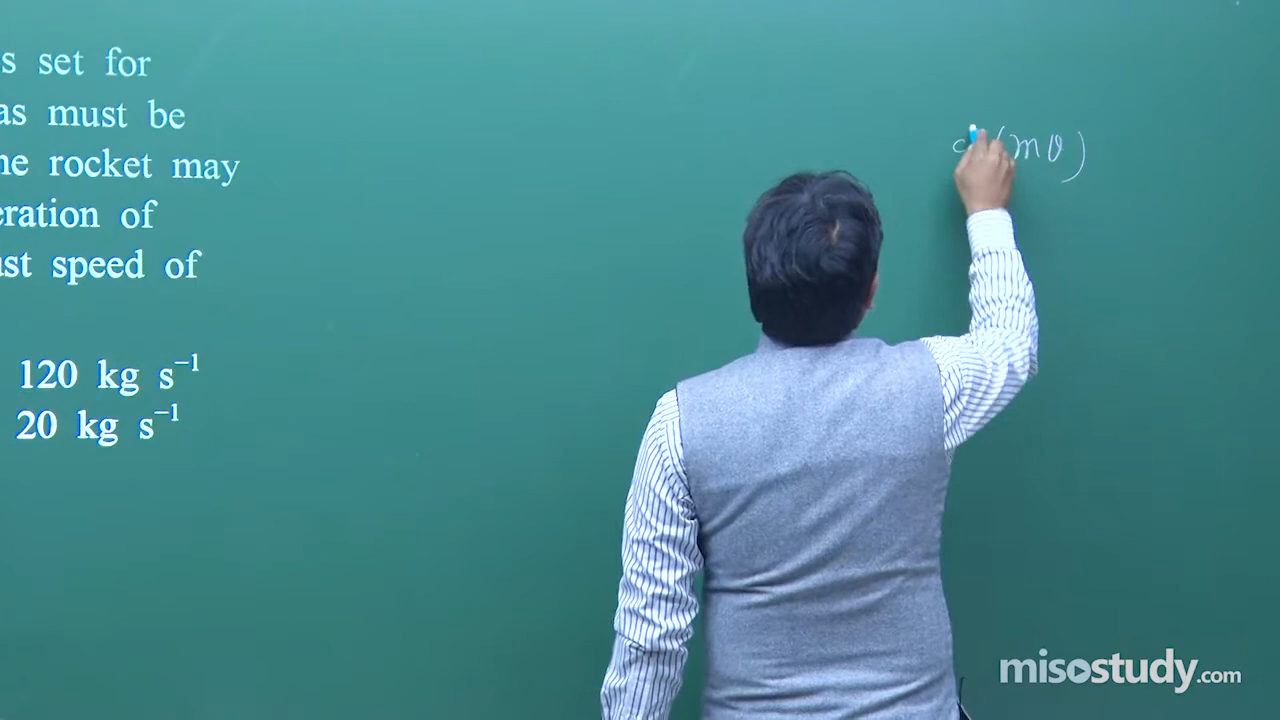 s set for
as must be
ne rocket may
eration of
ust speed of
120 kg s⁻¹
20 kg s⁻¹
(mv)
misostudy.com